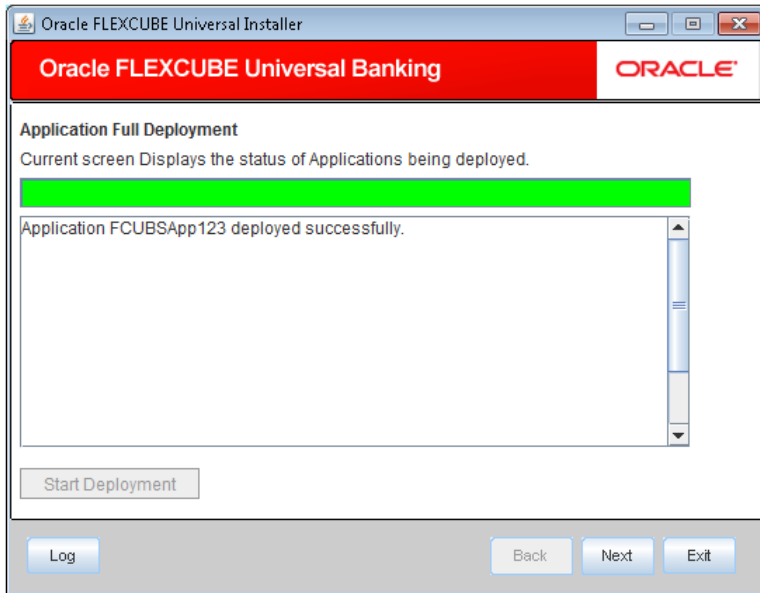 Oracle FLEXCUBE Universal Installer
Oracle FLEXCUBE Universal Banking
ORACLE
Application Full Deployment
Current screen Displays the status of Applications being deployed.
Application FCUBSApp123 deployed successfully.
Start Deployment
Log
Back
Next
Exit